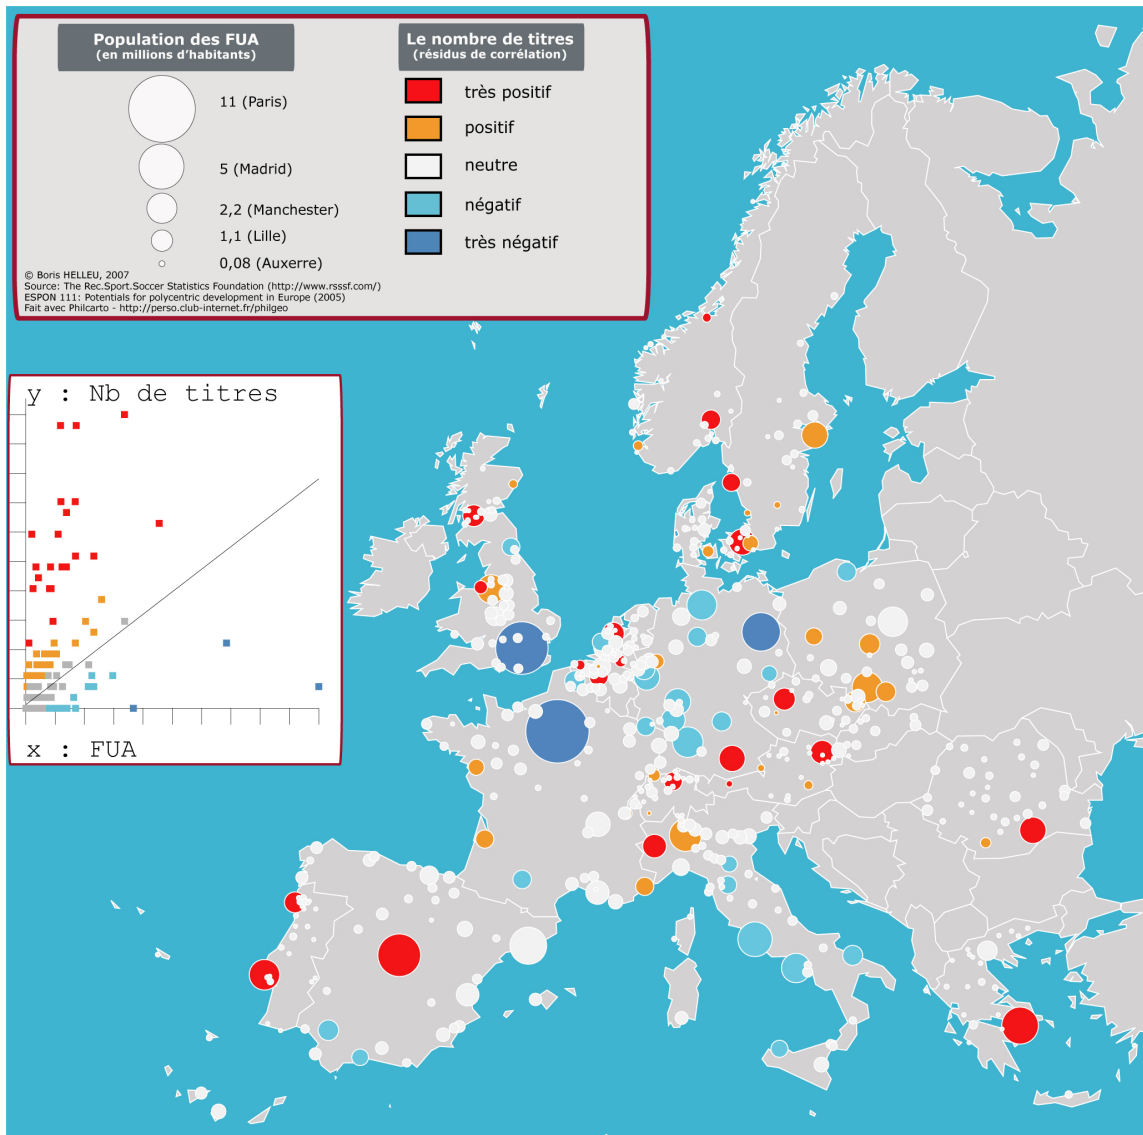 Population des FUA
(en millions d’habitants)
11 (Paris)
5 (Madrid)
2,2 (Manchester)
1,1 (Lille)
0,08 (Auxerre)
Le nombre de titres
(résidus de corrélation)
très positif
positif
neutre
négatif
très négatif
© Boris HELLEU, 2007
Source: The Rec.Sport.Soccer Statistics Foundation (http://www.rsssf.com/)
ESPON 111: Potentials for polycentric development in Europe (2005)
Fait avec Philcarto - http://perso.club-internet.fr/philgeo
y : Nb de titres
x : FUA